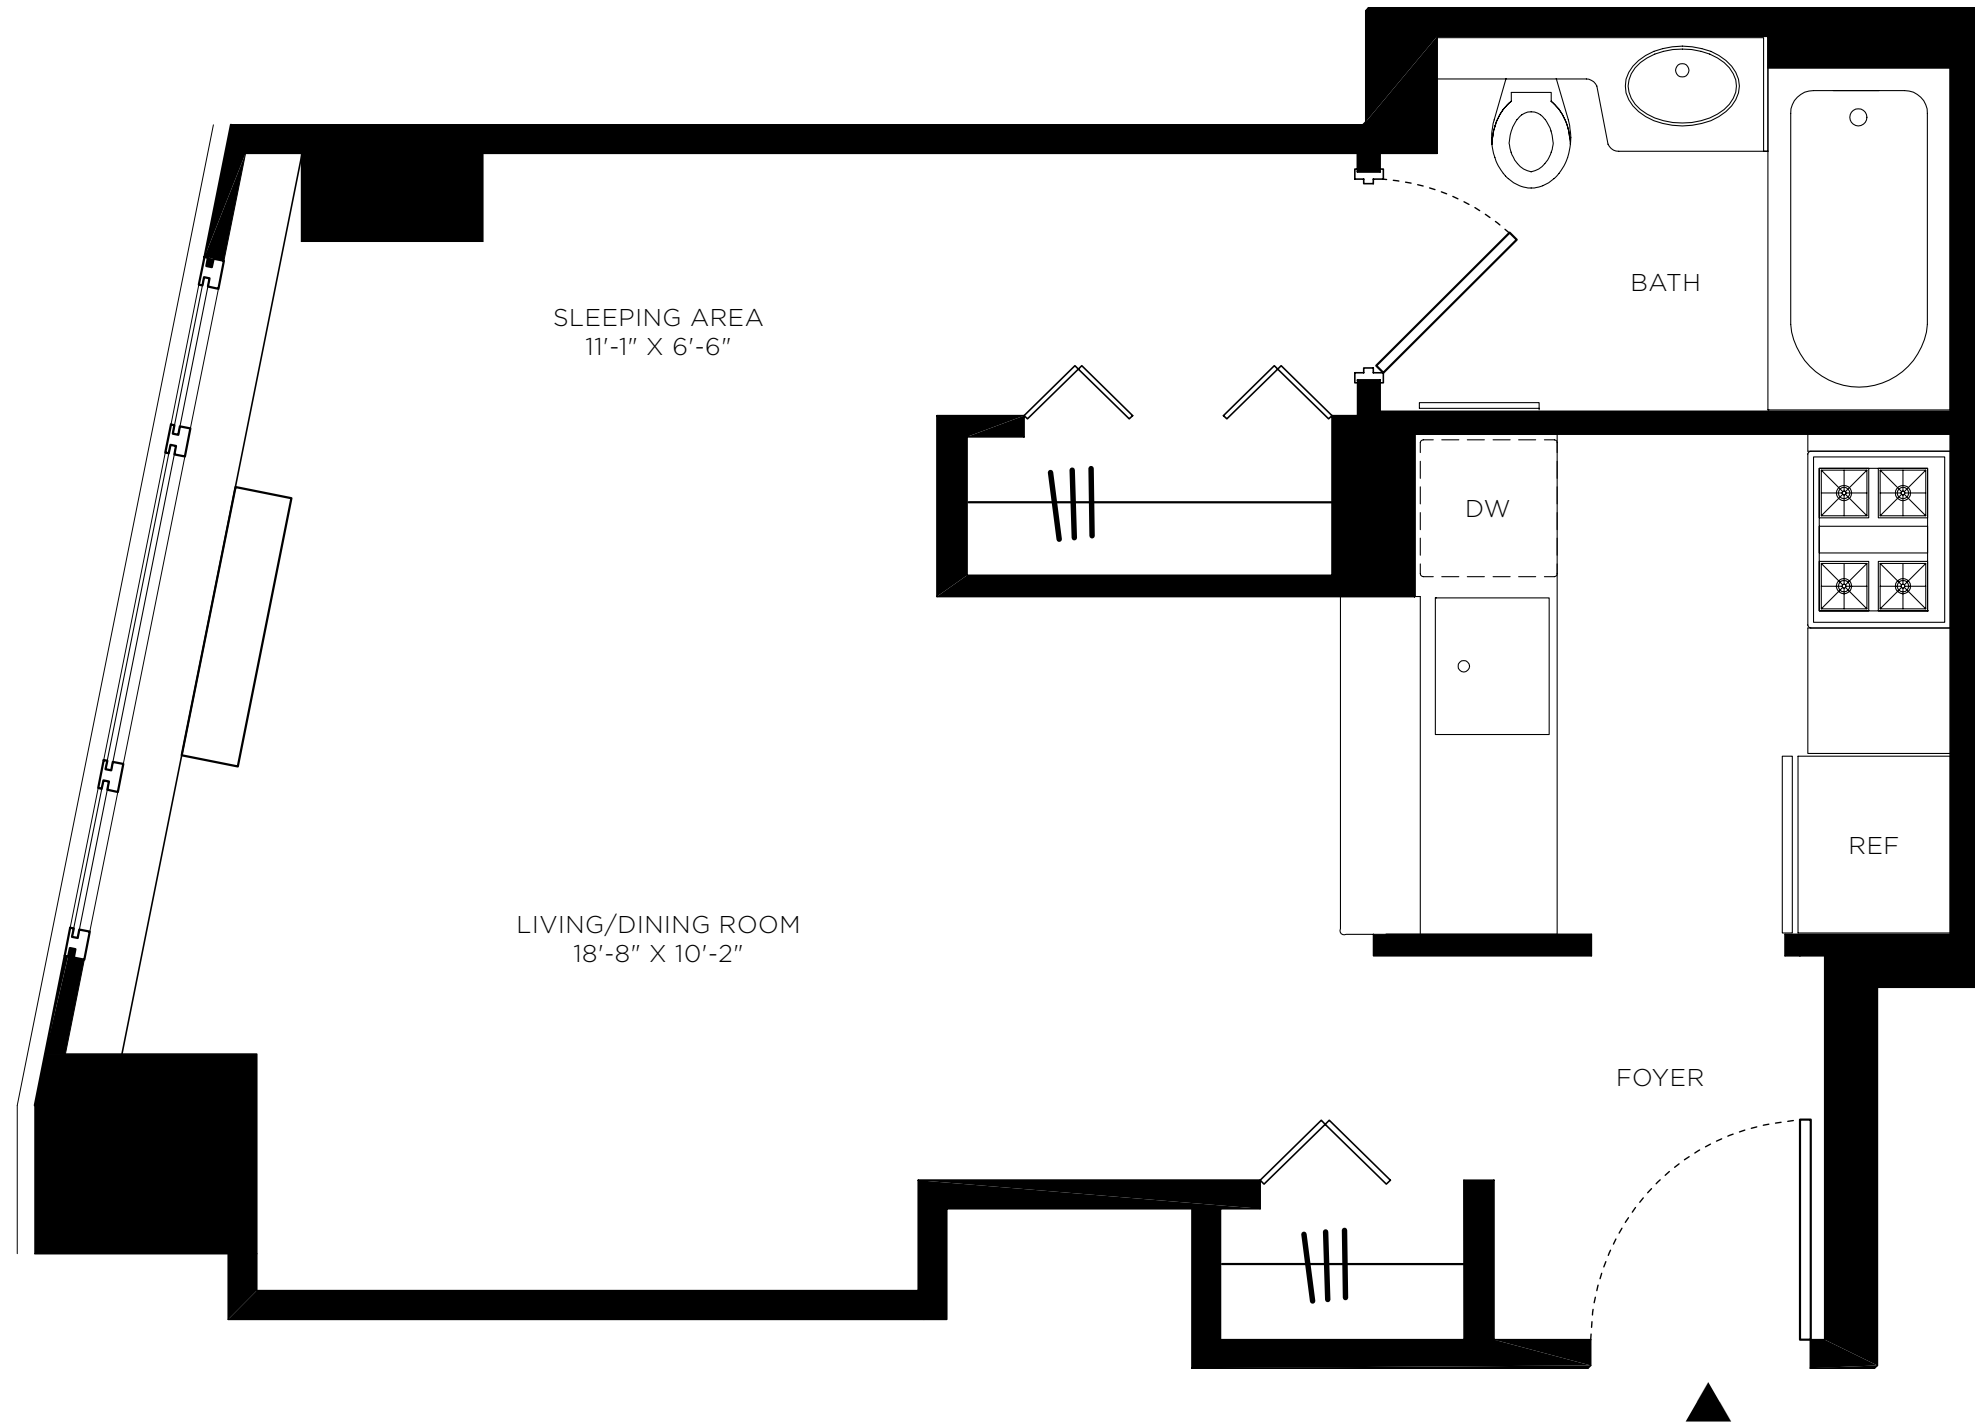 BATH
SLEEPING AREA
11'-1" X 6'-6"
DW
REF
LIVING/DINING ROOM
18'-8" X 10'-2"
FOYER